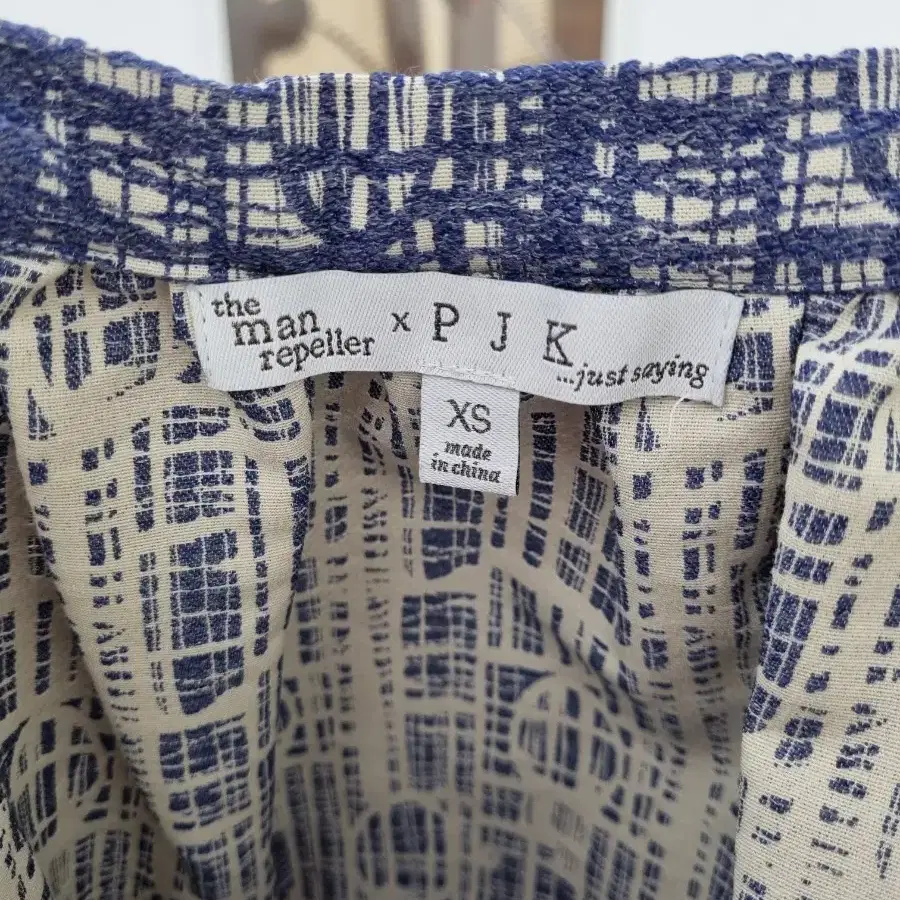 the
man
repeller x P J K
...just saying
XS
made
in china